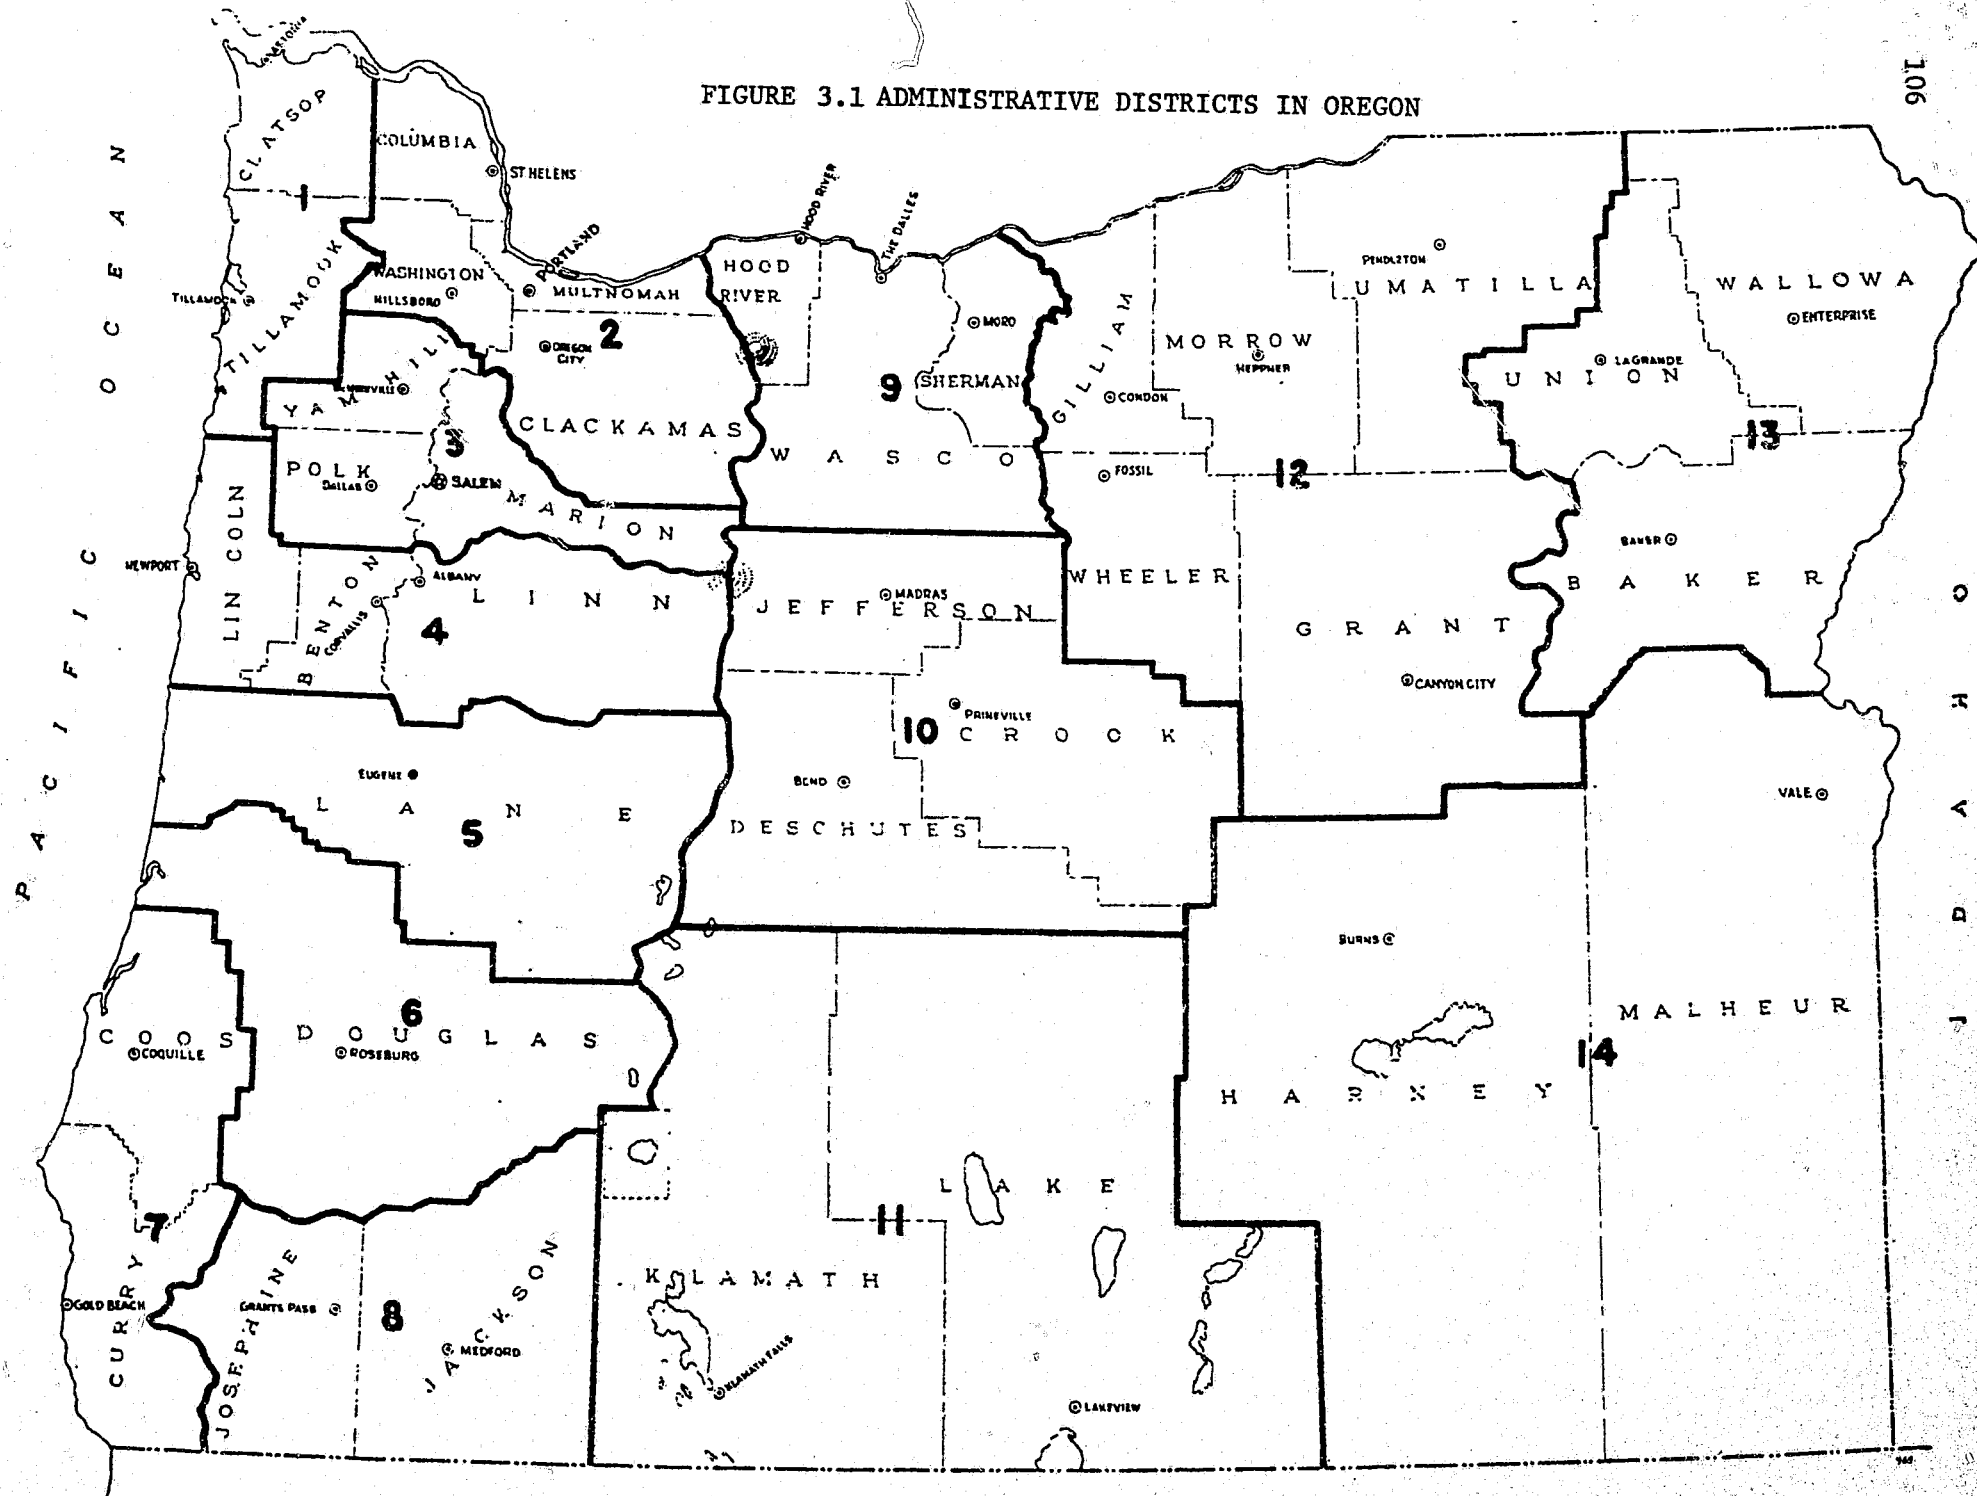 106
FIGURE 3.1 ADMINISTRATIVE DISTRICTS IN OREGON
PACIFIC OCEAN
IDAHO
CLATSOP
COLUMBIA
ST HELENS
1
TILLAMOOK
TILLAMOOK
WASHINGTON
HILLSBORO
PORTLAND
MULTNOMAH
2
OREGON
CITY
CLACKAMAS
HOOD
RIVER
HOOD RIVER
THE DALLES
MORO
9
SHERMAN
WASCO
GILLIAM
CONDON
MORROW
HEPPNER
PENDLETON
UMATILLA
WALLOWA
ENTERPRISE
LAGRANDE
UNION
13
YAMHILL
3
POLK
DALLAS
SALEM
MARION
FOSSIL
12
LINCOLN
NEWPORT
BENTON
CORVALLIS
ALBANY
LINN
4
JEFFERSON
MADRAS
WHEELER
GRANT
CANYON CITY
BAKER
BAKER
10
PRINEVILLE
CROOK
BEND
DESCHUTES
EUGENE
LANE
5
VALE
BURNS
MALHEUR
14
HARNEY
COOS
COQUILLE
6
DOUGLAS
ROSEBURG
LAKE
11
KLAMATH
KLAMATH FALLS
LAKEVIEW
7
CURRY
GOLD BEACH
JOSEPHINE
GRANTS PASS
8
JACKSON
MEDFORD